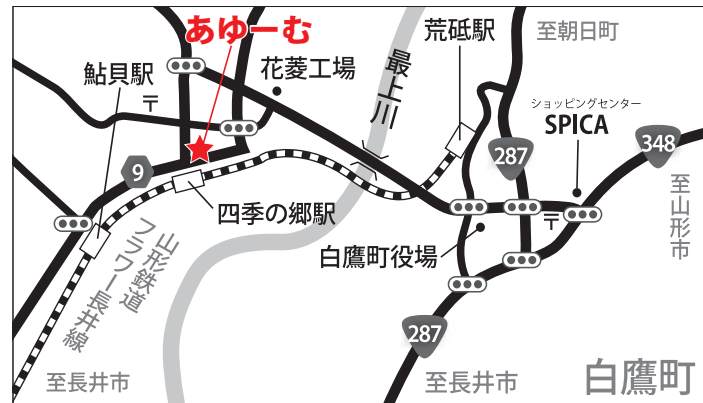 あゆーむ
荒砥駅
至朝日町
鮎貝駅
花菱工場
最上川
〒
ショッピングセンター
SPICA
348
287
9
四季の郷駅
至山形市
〒
白鷹町役場
山形鉄道
フラワー長井線
287
白鷹町
至長井市
至長井市